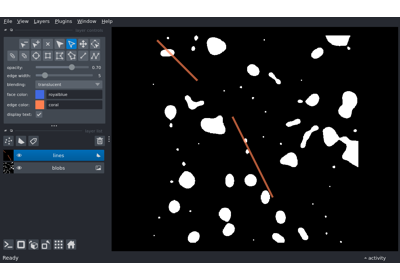 File View Layers Plugins Window Help
opacity: 0.70
edge width: 5
blending: translucent
face color: royalblue
edge color: coral
display text:
lines
blobs
Ready
activity